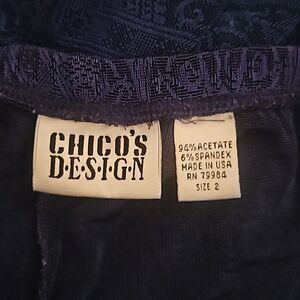 CHICO'S
D·E·S·I·G·N
94% ACETATE
6% SPANDEX
MADE IN USA
RN 79984
SIZE 2